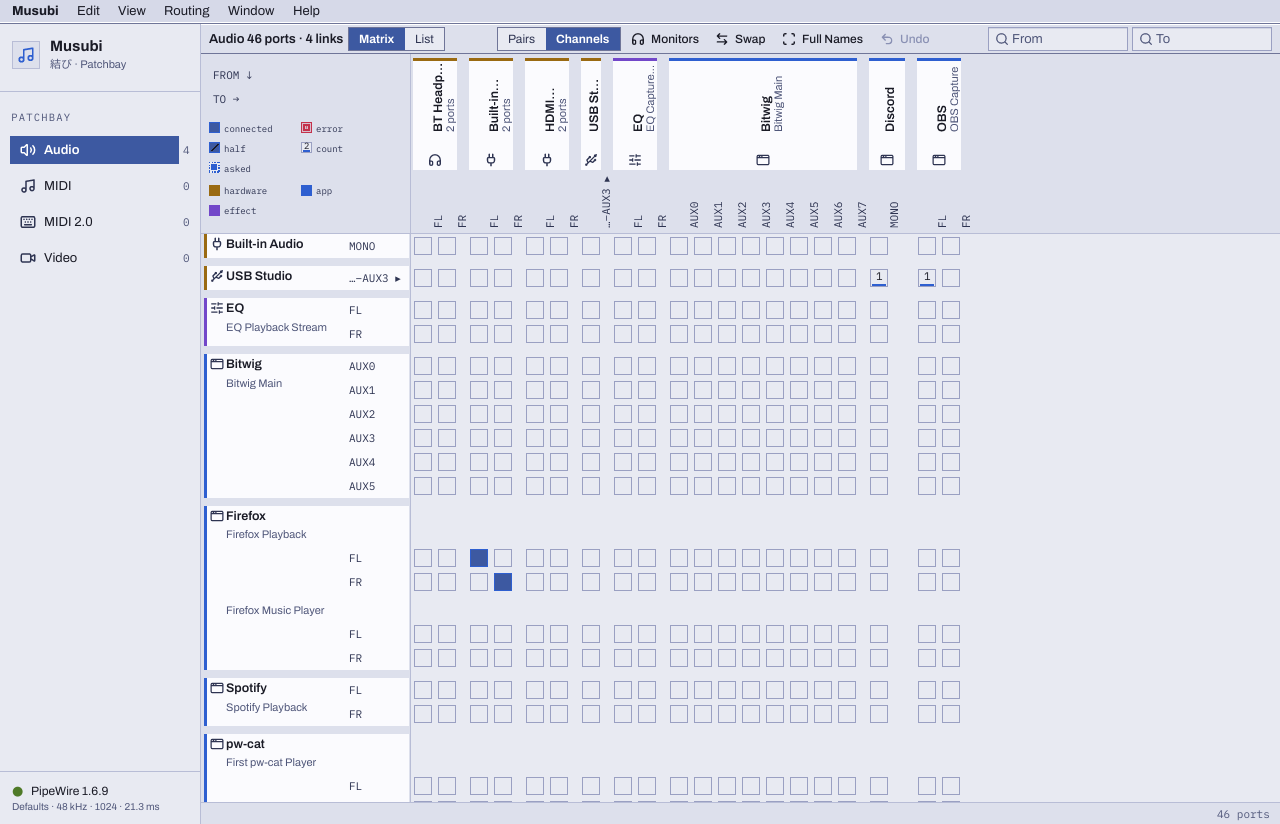 Musubi Edit View Routing Window Help
Musubi
結び · Patchbay
PATCHBAY
Audio 4
MIDI 0
MIDI 2.0 0
Video 0
PipeWire 1.6.9
Defaults · 48 kHz · 1024 · 21.3 ms
Audio 46 ports · 4 links Matrix List Pairs Channels Monitors Swap Full Names Undo From To
FROM ↓
TO →
connected error
half 2 count
asked
hardware app
effect
BT Headp…
2 ports
Built-in…
2 ports
HDMI…
2 ports
USB St…
EQ
EQ Capture…
Bitwig
Bitwig Main
Discord
OBS
OBS Capture
FL FR FL FR FL FR …–AUX3 ▸ FL FR AUX0 AUX1 AUX2 AUX3 AUX4 AUX5 AUX6 AUX7 MONO FL FR
Built-in Audio MONO
USB Studio …–AUX3 ▸ 1 1
EQ FL
EQ Playback Stream FR
Bitwig AUX0
Bitwig Main AUX1
AUX2
AUX3
AUX4
AUX5
Firefox
Firefox Playback
FL
FR
Firefox Music Player
FL
FR
Spotify FL
Spotify Playback FR
pw-cat
First pw-cat Player
FL
46 ports